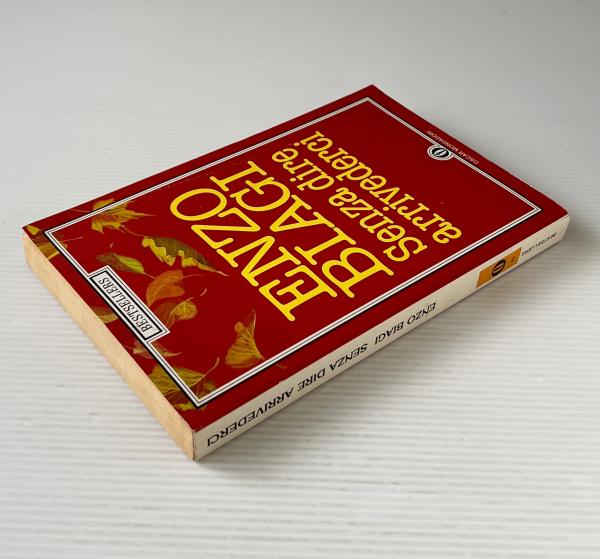 OSCAR MONDADORI
ENZO
BIAGI
Senza dire
arrivederci
BESTSELLERS
ENZO BIAGI SENZA DIRE ARRIVEDERCI
BESTSELLERS